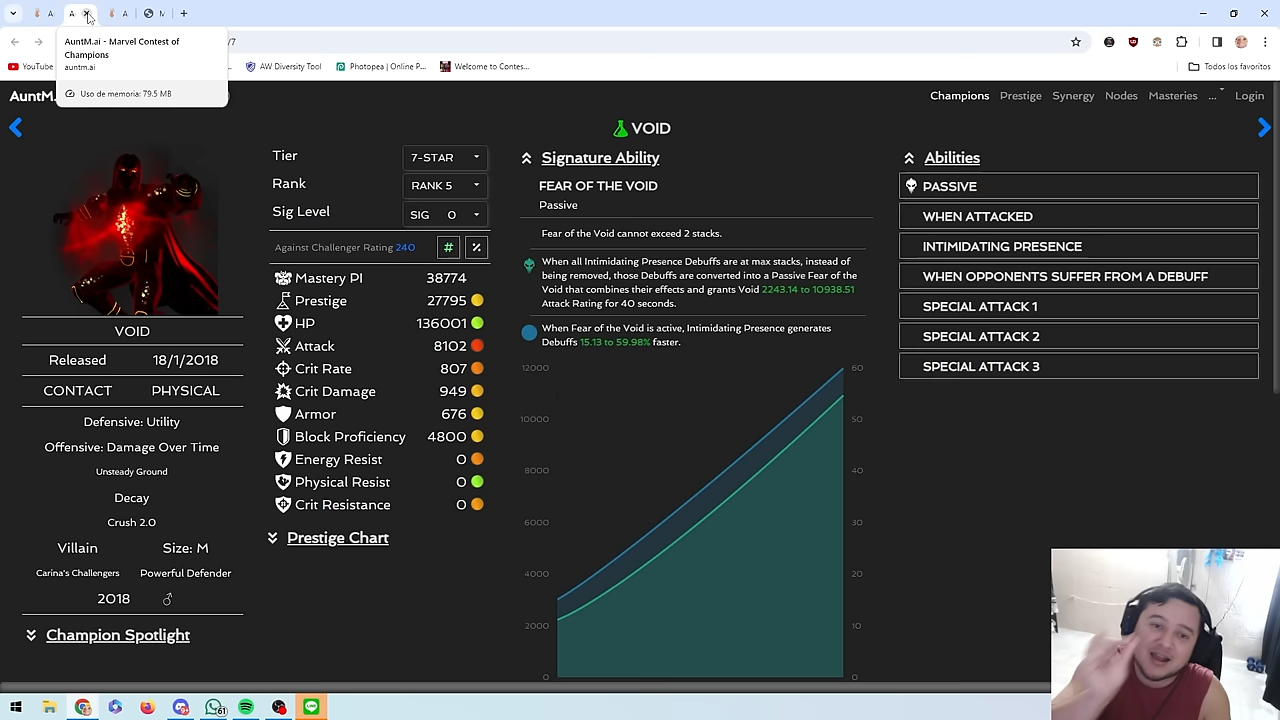 A
A
A
M
AuntM.ai - Marvel Contest of
Champions
auntm.ai
Uso de memoria: 79.5 MB
/7
YouTube
AW Diversity Tool
Photopea | Online P...
Welcome to Contes...
Todos los favoritos
AuntM.
Champions
Prestige
Synergy
Nodes
Masteries
...
Login
VOID
VOID
Released 18/1/2018
CONTACT PHYSICAL
Defensive: Utility
Offensive: Damage Over Time
Unsteady Ground
Decay
Crush 2.0
Villain Size: M
Carina's Challengers Powerful Defender
2018 ♂
Champion Spotlight
Tier 7-STAR
Rank RANK 5
Sig Level SIG 0
Against Challenger Rating 240 # ٪
Mastery PI 38774
Prestige 27795
HP 136001
Attack 8102
Crit Rate 807
Crit Damage 949
Armor 676
Block Proficiency 4800
Energy Resist 0
Physical Resist 0
Crit Resistance 0
Prestige Chart
Signature Ability
FEAR OF THE VOID
Passive
Fear of the Void cannot exceed 2 stacks.
When all Intimidating Presence Debuffs are at max stacks, instead of
being removed, those Debuffs are converted into a Passive Fear of the
Void that combines their effects and grants Void 2243.14 to 10938.51
Attack Rating for 40 seconds.
When Fear of the Void is active, Intimidating Presence generates
Debuffs 15.13 to 59.98% faster.
12000 60
10000 50
8000 40
6000 30
4000 20
2000 10
0 0
Abilities
PASSIVE
WHEN ATTACKED
INTIMIDATING PRESENCE
WHEN OPPONENTS SUFFER FROM A DEBUFF
SPECIAL ATTACK 1
SPECIAL ATTACK 2
SPECIAL ATTACK 3
61
LINE